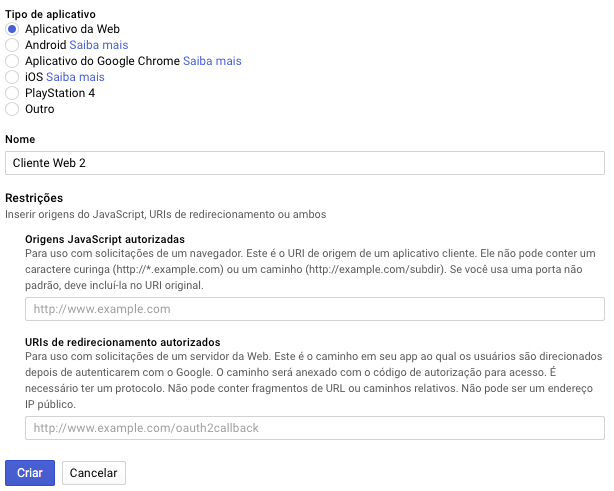 Tipo de aplicativo
Aplicativo da Web
Android Saiba mais
Aplicativo do Google Chrome Saiba mais
iOS Saiba mais
PlayStation 4
Outro
Nome
Cliente Web 2
Restrições
Inserir origens do JavaScript, URIs de redirecionamento ou ambos
Origens JavaScript autorizadas
Para uso com solicitações de um navegador. Este é o URI de origem de um aplicativo cliente. Ele não pode conter um
caractere curinga (http://*.example.com) ou um caminho (http://example.com/subdir). Se você usa uma porta não
padrão, deve incluí-la no URI original.
http://www.example.com
URIs de redirecionamento autorizados
Para uso com solicitações de um servidor da Web. Este é o caminho em seu app ao qual os usuários são direcionados
depois de autenticarem com o Google. O caminho será anexado com o código de autorização para acesso. É
necessário ter um protocolo. Não pode conter fragmentos de URL ou caminhos relativos. Não pode ser um endereço
IP público.
http://www.example.com/oauth2callback
Criar Cancelar